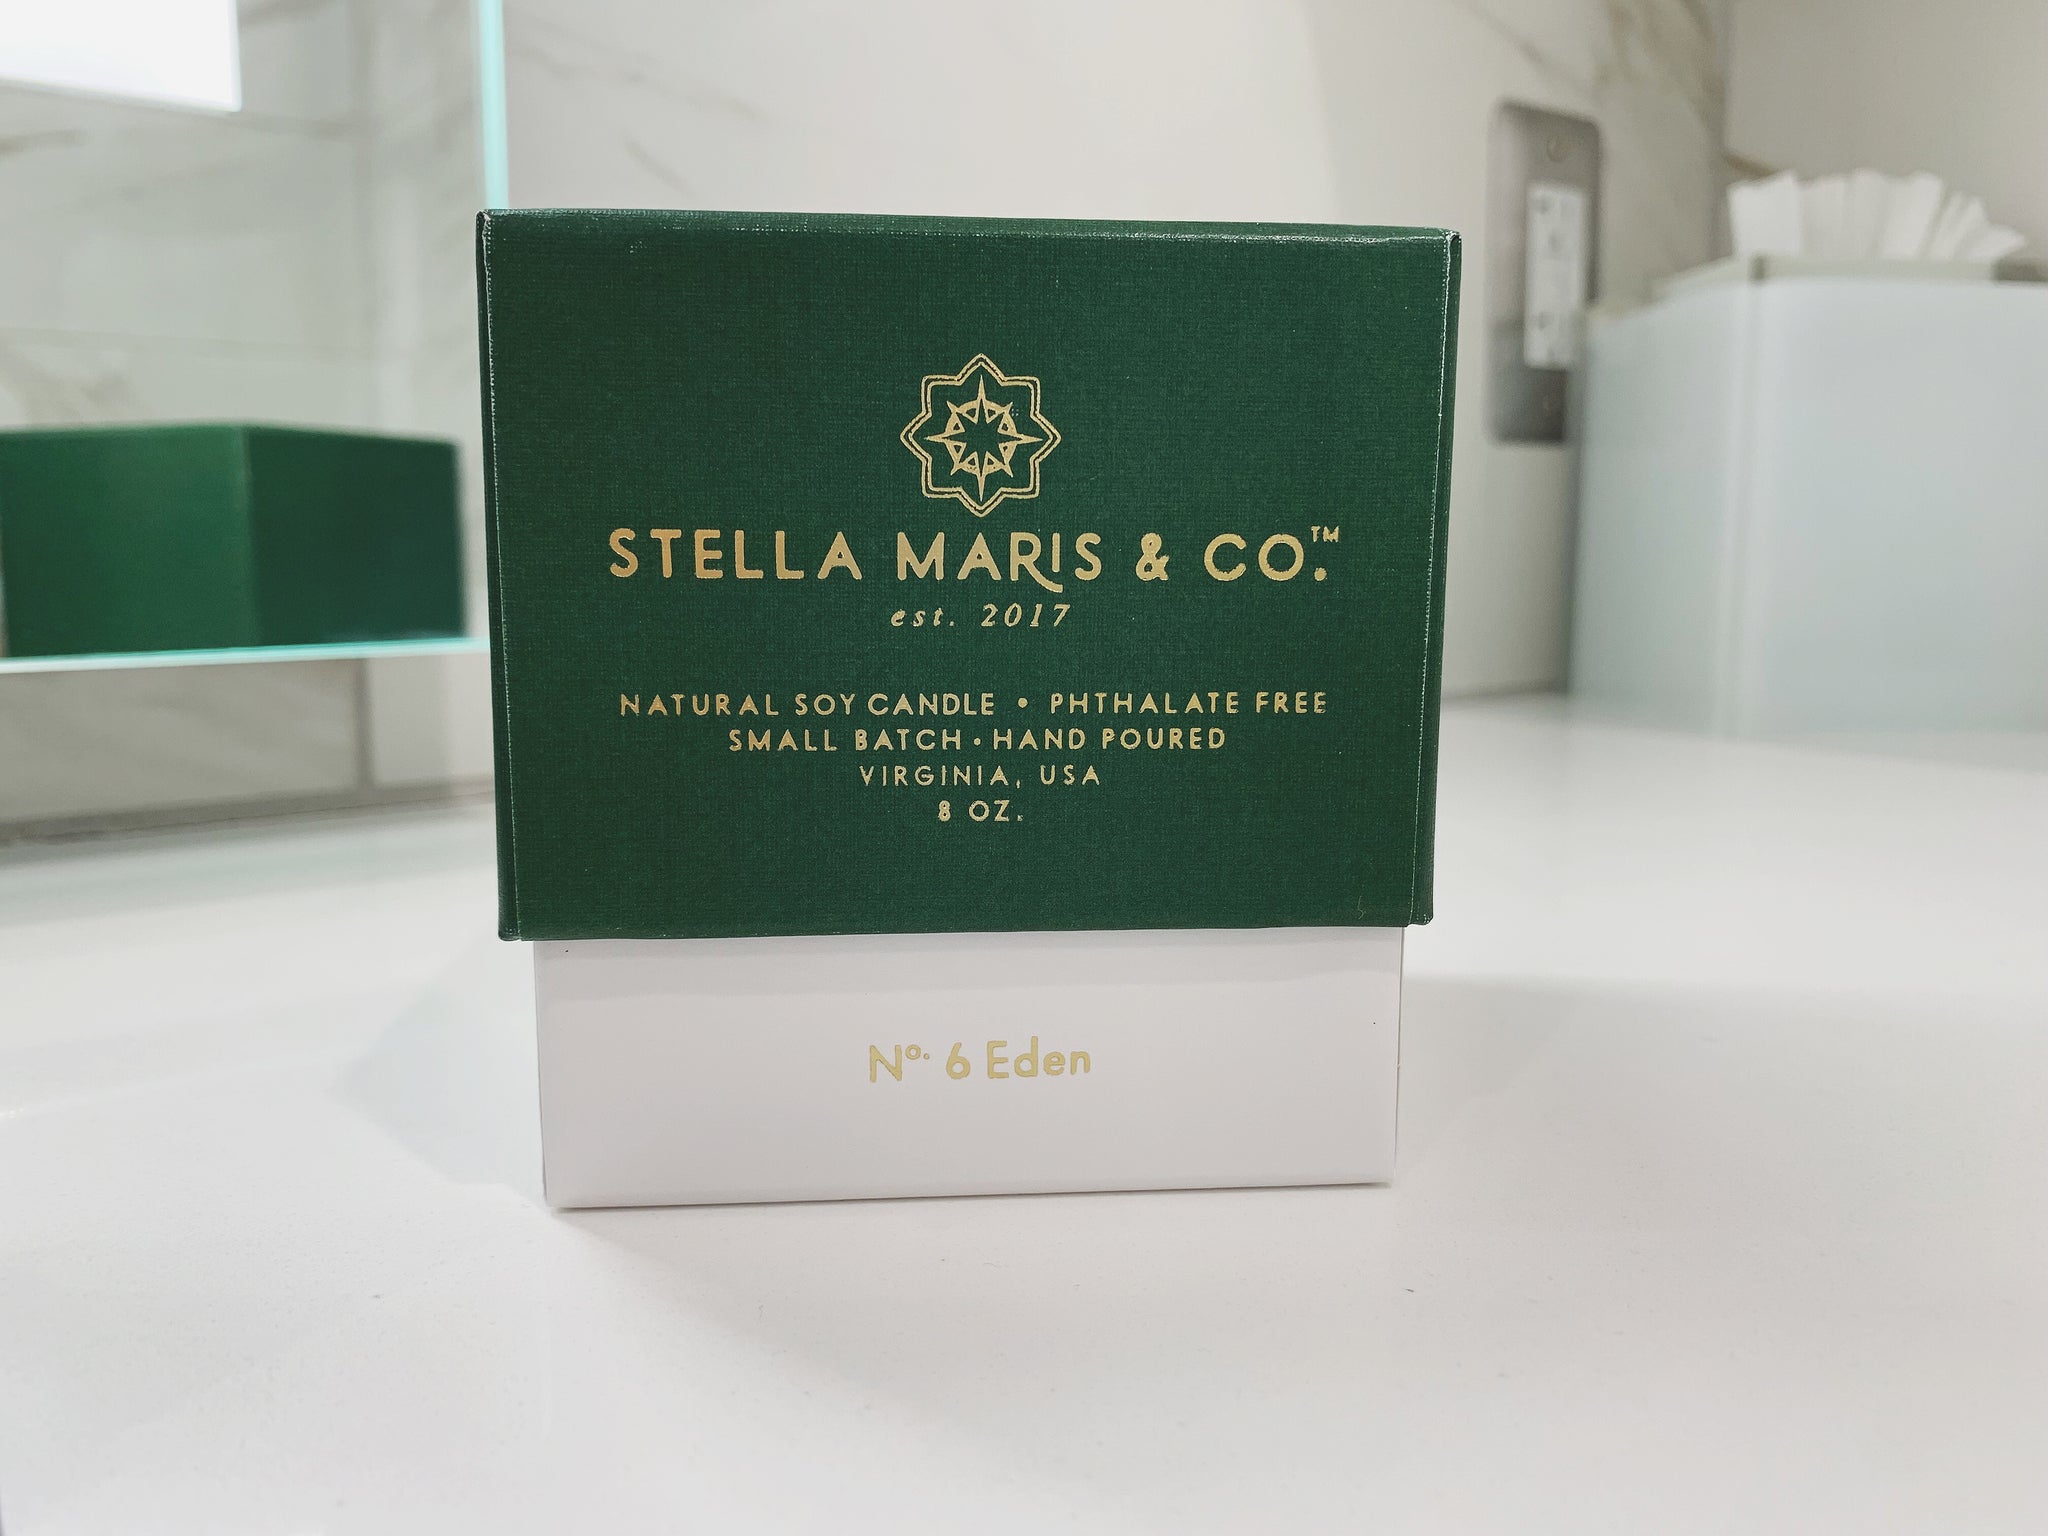 STELLA MARIS & CO.™
est. 2017
NATURAL SOY CANDLE • PHTHALATE FREE
SMALL BATCH • HAND POURED
VIRGINIA, USA
8 OZ.
Nº. 6 Eden